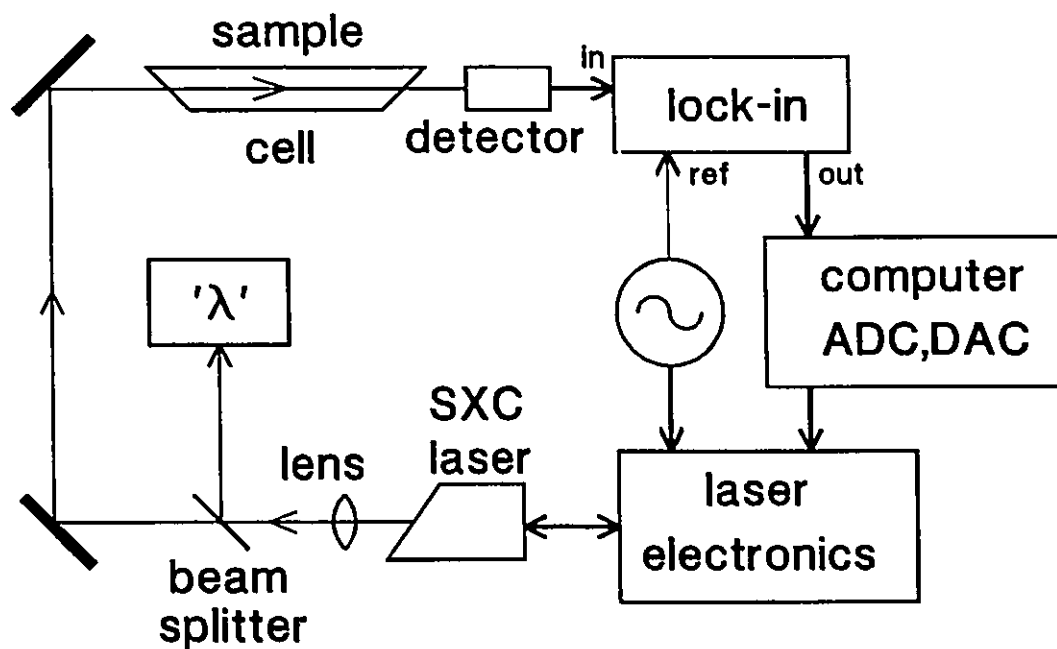 sample
cell
detector
in
lock-in
ref
out
'λ'
computer
ADC,DAC
SXC
laser
lens
beam
splitter
laser
electronics